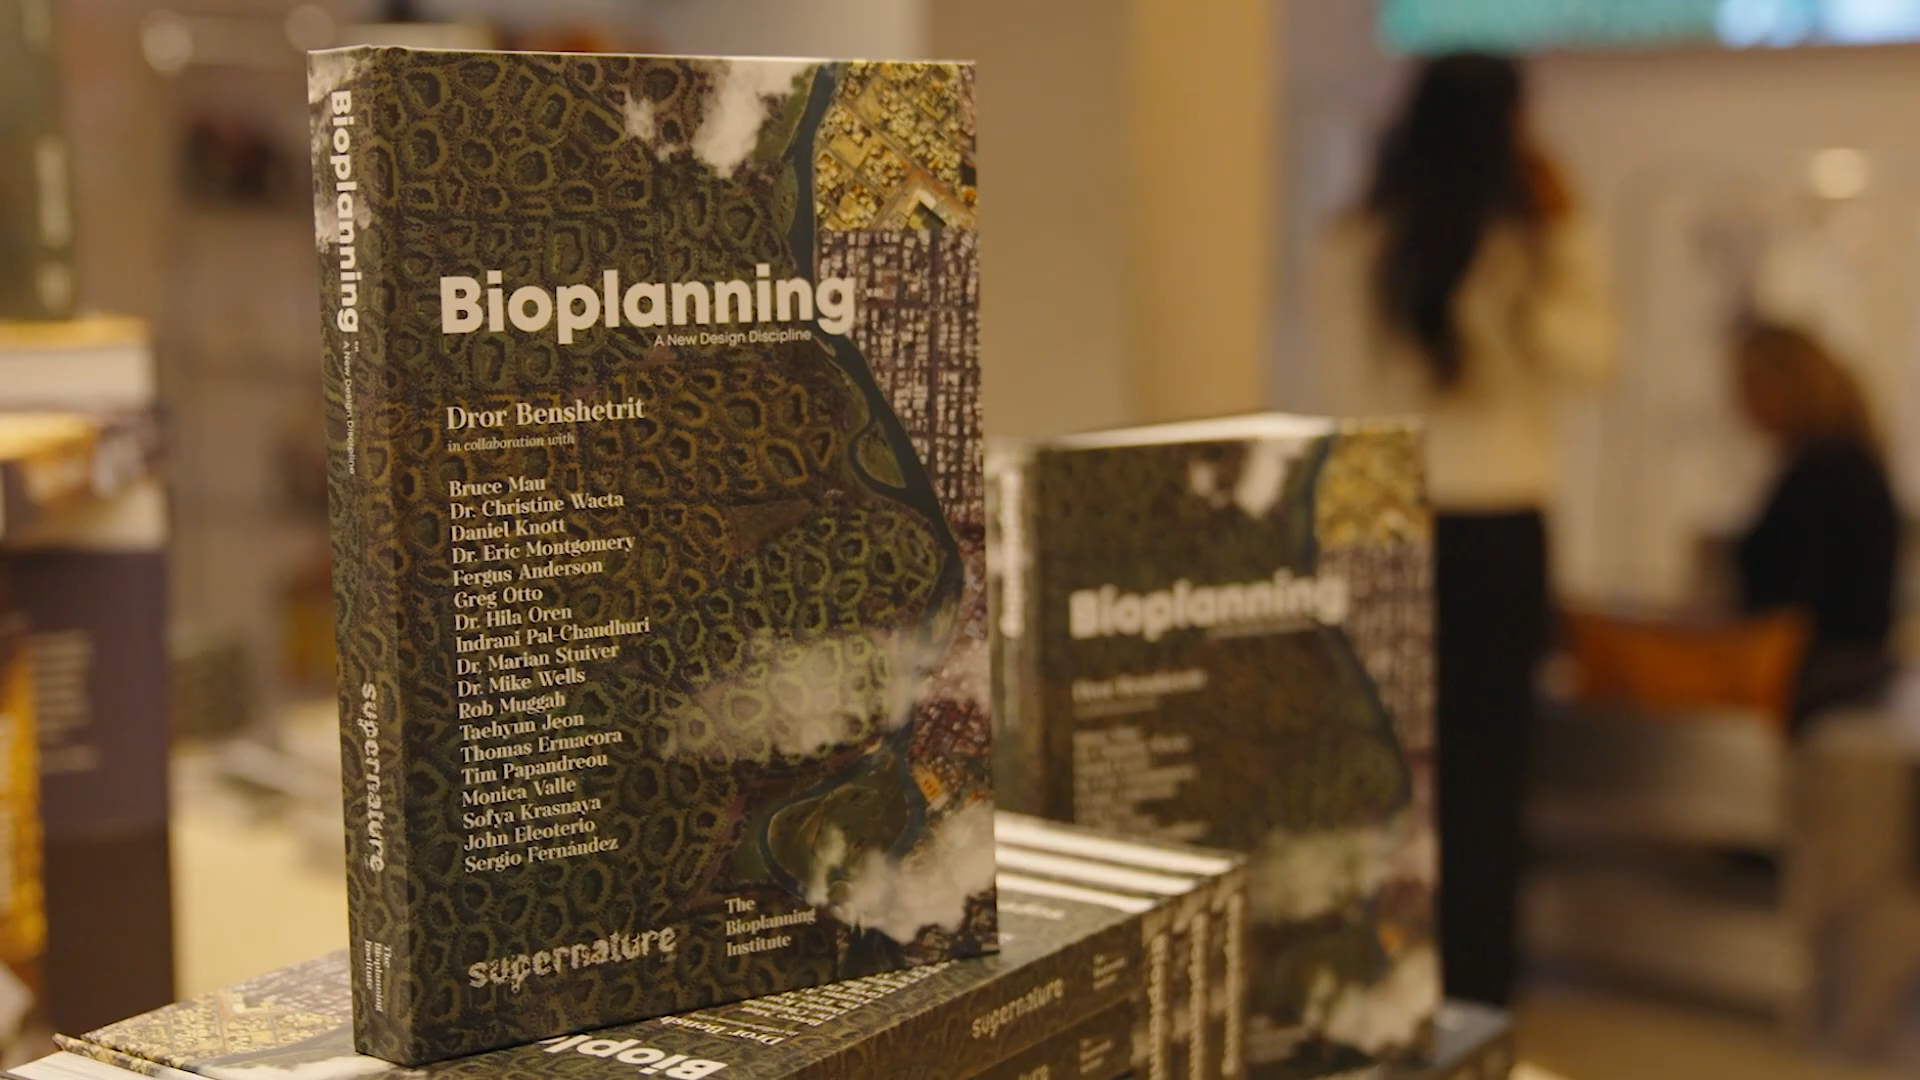 Bioplanning
A New Design Discipline
Dror Benshetrit
in collaboration with
Bruce Mau
Dr. Christine Wacta
Daniel Knott
Dr. Eric Montgomery
Fergus Anderson
Greg Otto
Dr. Hila Oren
Indrani Pal-Chaudhuri
Dr. Marian Stuiver
Dr. Mike Wells
Rob Muggah
Taehyun Jeon
Thomas Ermacora
Tim Papandreou
Monica Valle
Sofya Krasnaya
John Eleoterio
Sergio Fernández
supernature
The
Bioplanning
Institute
Bioplanning
A New Design Discipline
supernature
The
Bioplanning
Institute
Bioplanning
supernature